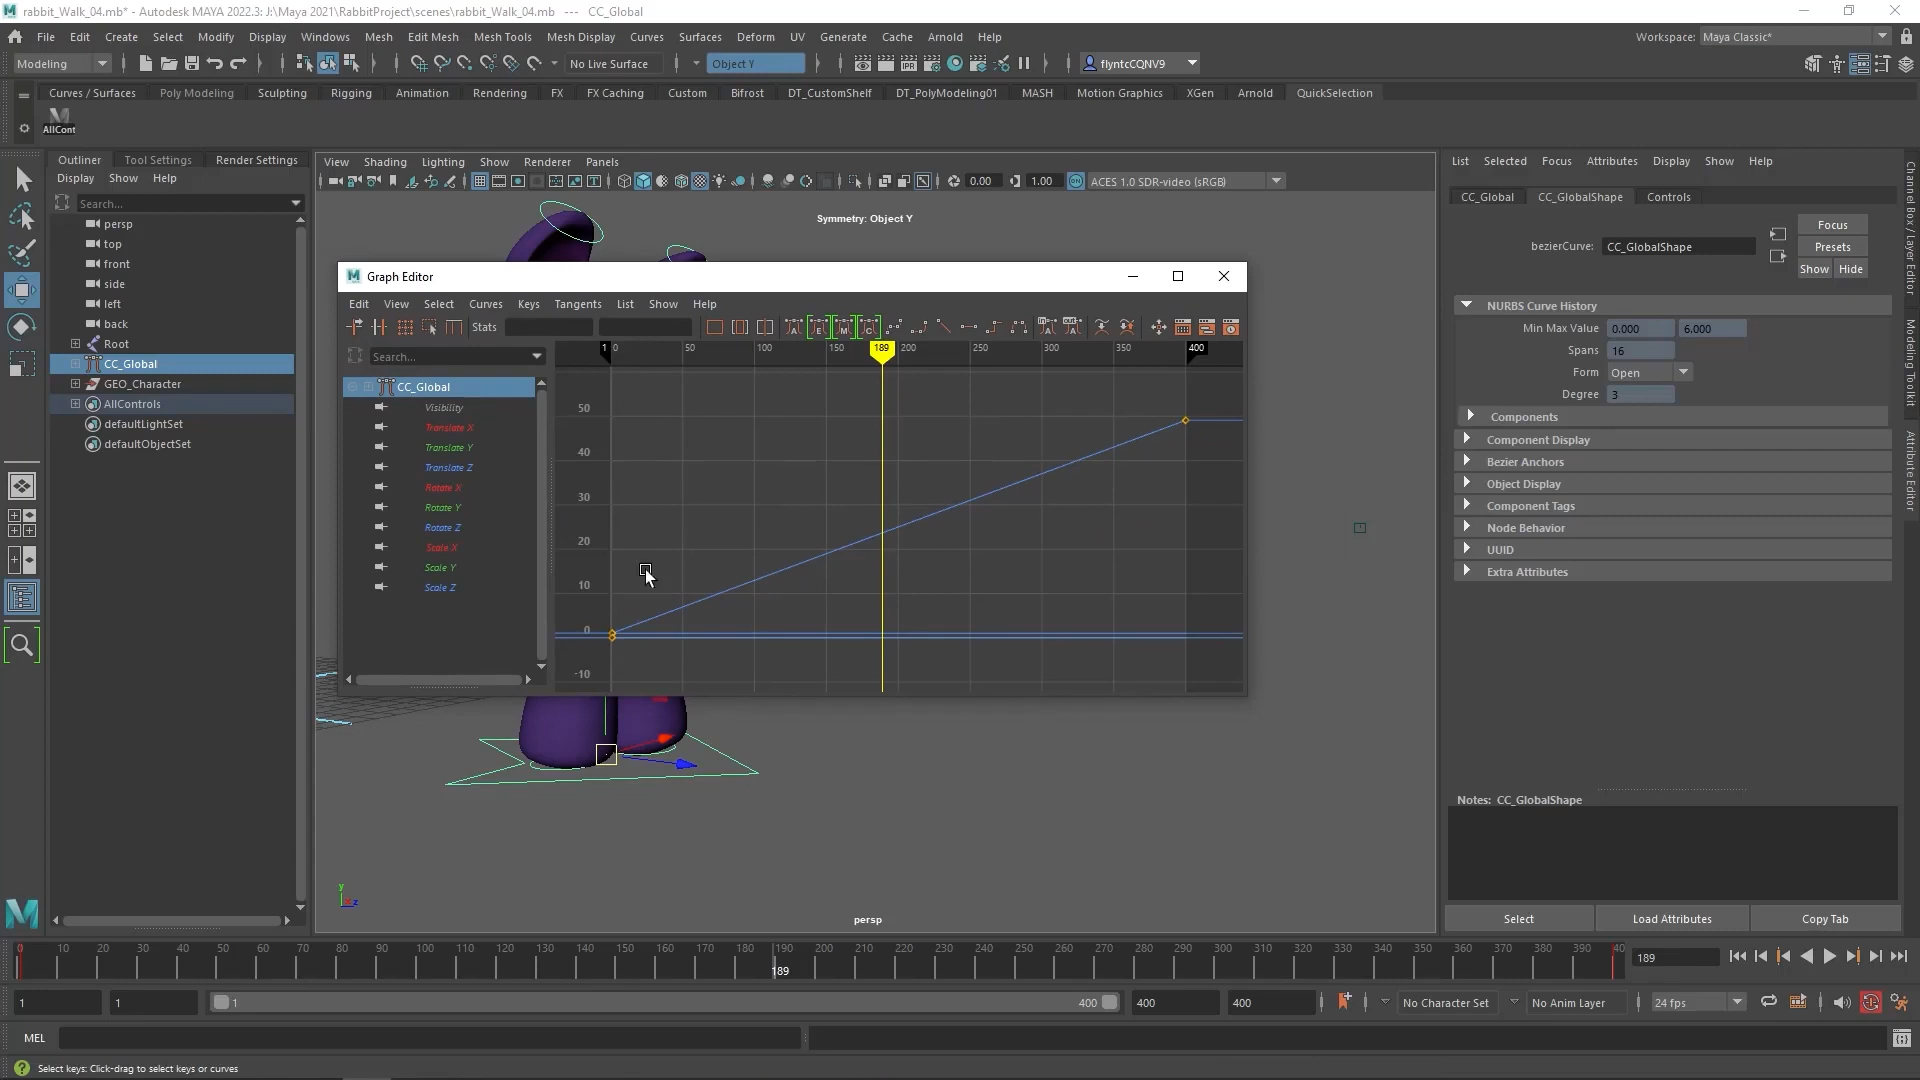 rabbit_Walk_04.mb* - Autodesk MAYA 2022.3: J:\Maya 2021\RabbitProject\scenes\rabbit_Walk_04.mb --- CC_Global
File Edit Create Select Modify Display Windows Mesh Edit Mesh Mesh Tools Mesh Display Curves Surfaces Deform UV Generate Cache Arnold Help Workspace: Maya Classic*
Modeling No Live Surface Object Y flyntcCQNV9
Curves / Surfaces Poly Modeling Sculpting Rigging Animation Rendering FX FX Caching Custom Bifrost DT_CustomShelf DT_PolyModeling01 MASH Motion Graphics XGen Arnold QuickSelection
AllCont
Outliner Tool Settings Render Settings
Display Show Help
Search...
persp
top
front
side
left
back
Root
CC_Global
GEO_Character
AllControls
defaultLightSet
defaultObjectSet
View Shading Lighting Show Renderer Panels
0.00 1.00 ACES 1.0 SDR-video (sRGB)
Symmetry: Object Y
Graph Editor
Edit View Select Curves Keys Tangents List Show Help
Stats
Search...
1 0 50 100 150 189 200 250 300 350 400
CC_Global
Visibility
Translate X
Translate Y
Translate Z
Rotate X
Rotate Y
Rotate Z
Scale X
Scale Y
Scale Z
50
40
30
20
10
0
-10
y
z
persp
List Selected Focus Attributes Display Show Help
CC_Global CC_GlobalShape Controls
Focus
bezierCurve: CC_GlobalShape Presets
Show Hide
NURBS Curve History
Min Max Value 0.000 6.000
Spans 16
Form Open
Degree 3
Components
Component Display
Bezier Anchors
Object Display
Component Tags
Node Behavior
UUID
Extra Attributes
Notes: CC_GlobalShape
Select Load Attributes Copy Tab
Channel Box / Layer Editor
Modeling Toolkit
Attribute Editor
0 10 20 30 40 50 60 70 80 90 100 110 120 130 140 150 160 170 180 190 200 210 220 230 240 250 260 270 280 290 300 310 320 330 340 350 360 370 380 390 40
189
189
1 1 1 400 400 400 No Character Set No Anim Layer 24 fps
MEL
Select keys: Click-drag to select keys or curves